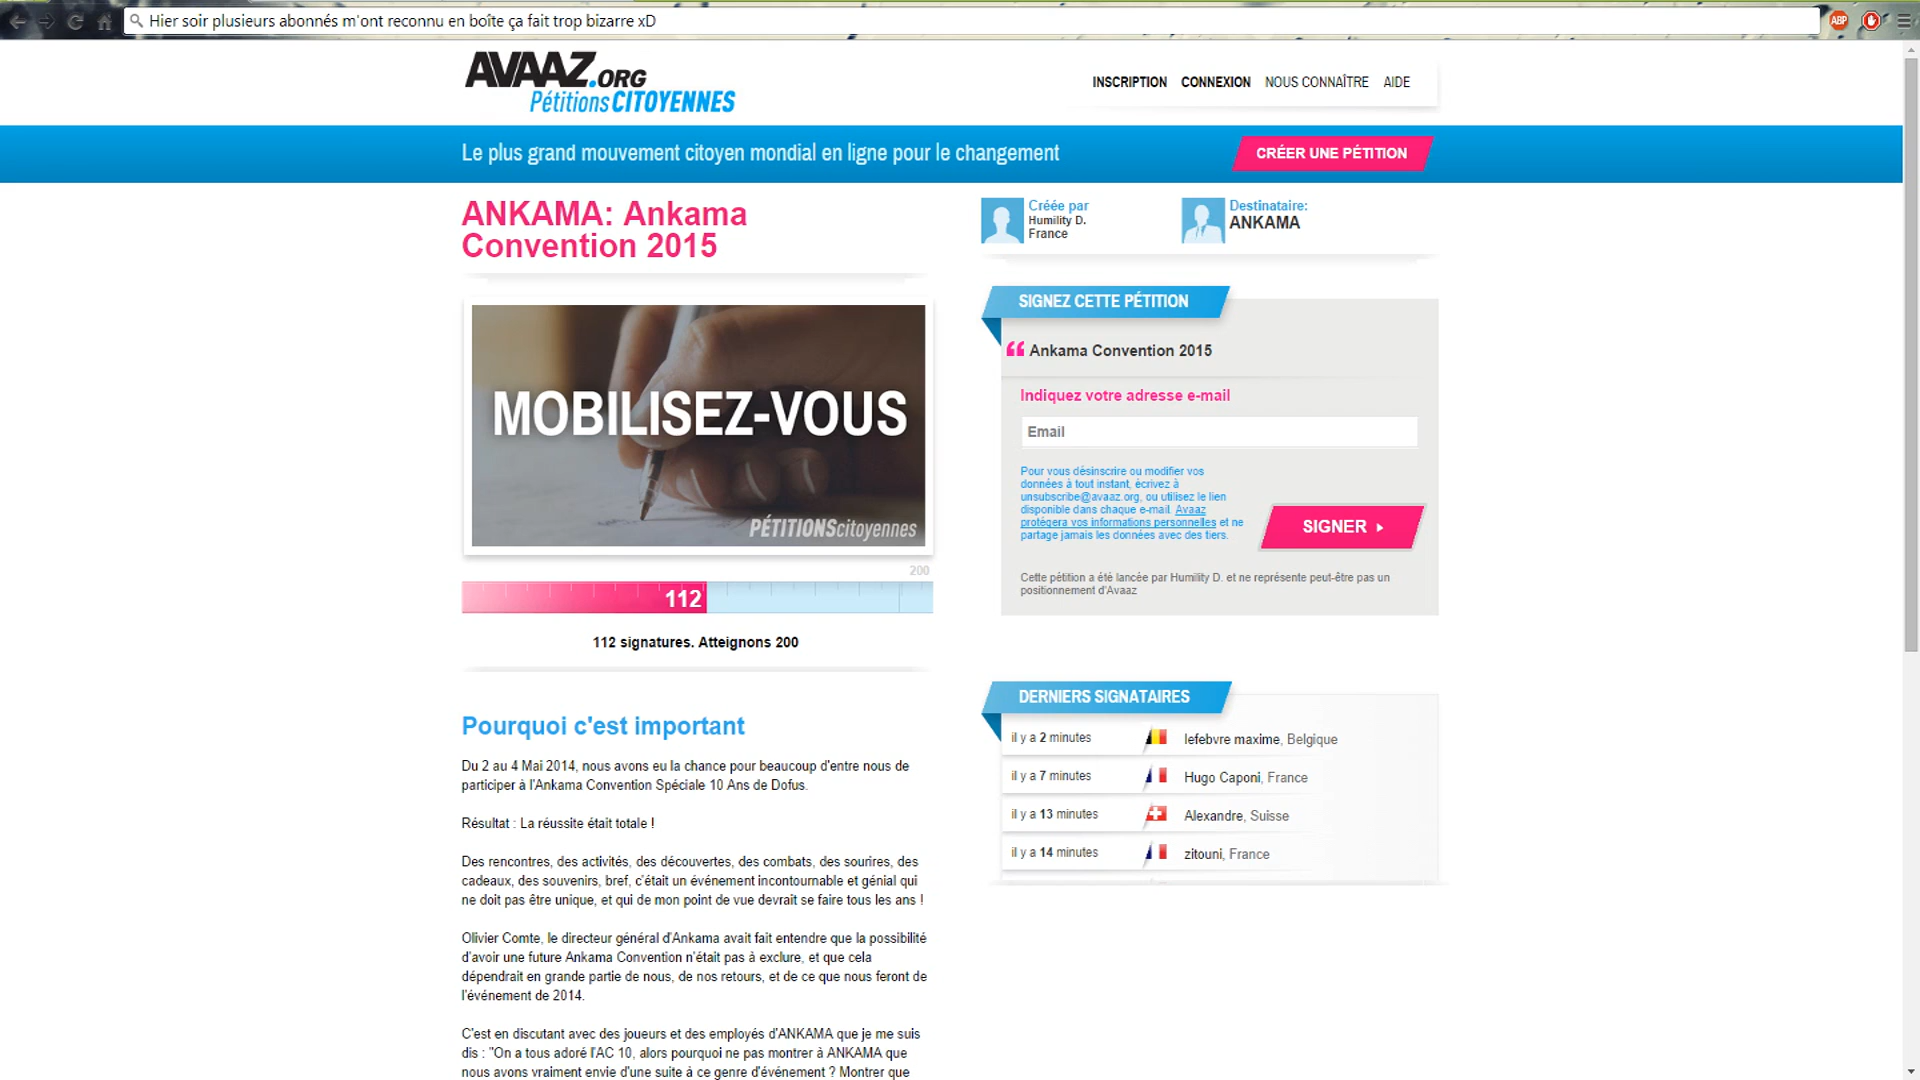 Hier soir plusieurs abonnés m'ont reconnu en boîte ça fait trop bizarre xD
ABP
AVAAZ.ORG
Pétitions CITOYENNES
INSCRIPTION CONNEXION NOUS CONNAÎTRE AIDE
Le plus grand mouvement citoyen mondial en ligne pour le changement
CRÉER UNE PÉTITION
ANKAMA: Ankama
Convention 2015
MOBILISEZ-VOUS
PÉTITIONScitoyennes
200
112
112 signatures. Atteignons 200
Pourquoi c'est important
Du 2 au 4 Mai 2014, nous avons eu la chance pour beaucoup d'entre nous de
participer à l'Ankama Convention Spéciale 10 Ans de Dofus.
Résultat : La réussite était totale !
Des rencontres, des activités, des découvertes, des combats, des sourires, des
cadeaux, des souvenirs, bref, c'était un événement incontournable et génial qui
ne doit pas être unique, et qui de mon point de vue devrait se faire tous les ans !
Olivier Comte, le directeur général d'Ankama avait fait entendre que la possibilité
d'avoir une future Ankama Convention n'était pas à exclure, et que cela
dépendrait en grande partie de nous, de nos retours, et de ce que nous feront de
l'événement de 2014.
C'est en discutant avec des joueurs et des employés d'ANKAMA que je me suis
dis : "On a tous adoré l'AC 10, alors pourquoi ne pas montrer à ANKAMA que
nous avons vraiment envie d'une suite à ce genre d'événement ? Montrer que
Créée par
Humility D.
France
Destinataire:
ANKAMA
SIGNEZ CETTE PÉTITION
Ankama Convention 2015
Indiquez votre adresse e-mail
Email
Pour vous désinscrire ou modifier vos
données à tout instant, écrivez à
unsubscribe@avaaz.org, ou utilisez le lien
disponible dans chaque e-mail. Avaaz
protégera vos informations personnelles et ne
partage jamais les données avec des tiers.
SIGNER
Cette pétition a été lancée par Humility D. et ne représente peut-être pas un
positionnement d'Avaaz
DERNIERS SIGNATAIRES
il y a 2 minutes lefebvre maxime, Belgique
il y a 7 minutes Hugo Caponi, France
il y a 13 minutes Alexandre, Suisse
il y a 14 minutes zitouni, France